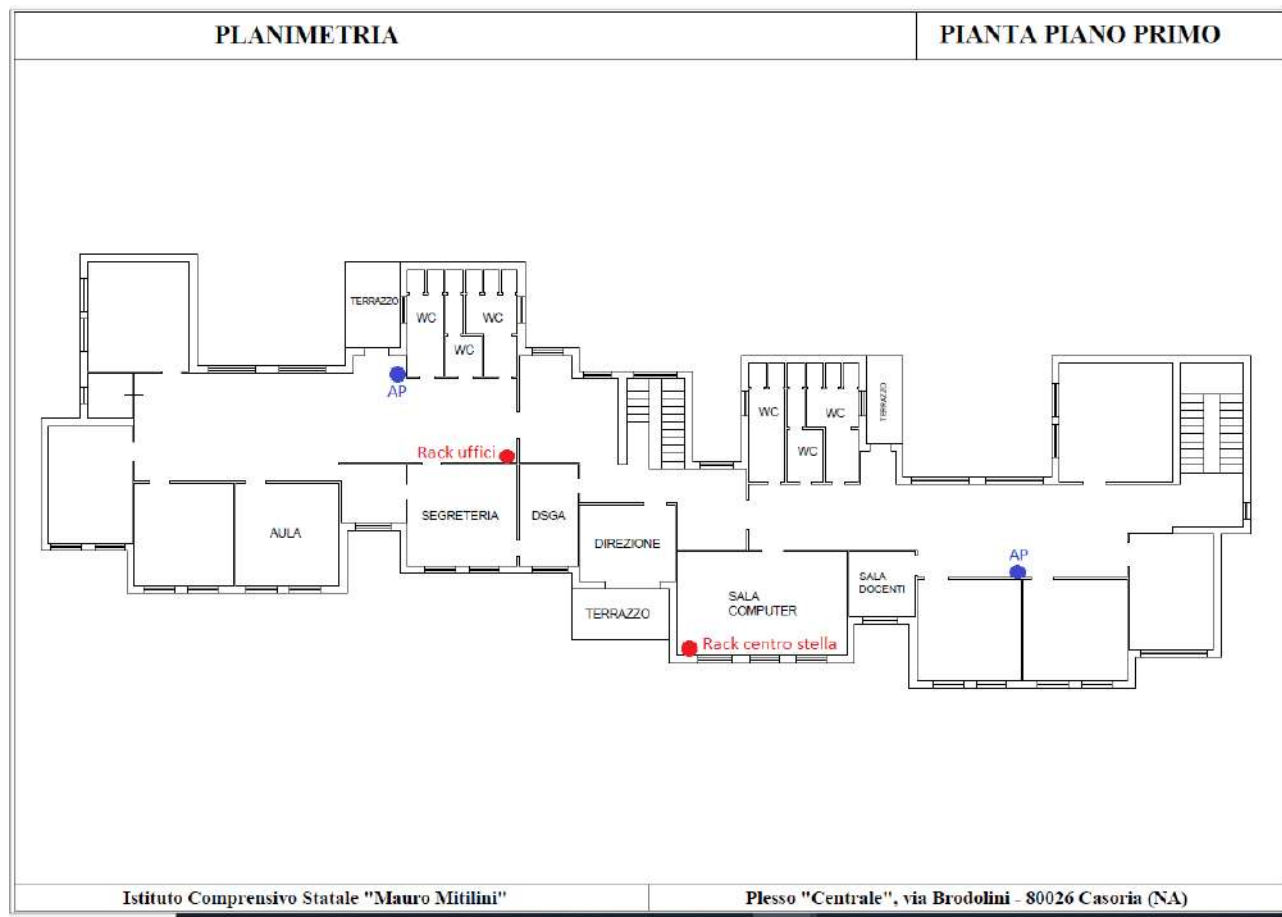 PLANIMETRIA
PIANTA PIANO PRIMO
TERRAZZO
WC
WC
WC
AP
WC
WC
WC
TERRAZZO
Rack uffici
SEGRETERIA
DSGA
AULA
DIREZIONE
AP
SALA
DOCENTI
SALA
COMPUTER
TERRAZZO
Rack centro stella
Istituto Comprensivo Statale "Mauro Mitilini"
Plesso "Centrale", via Brodolini - 80026 Casoria (NA)